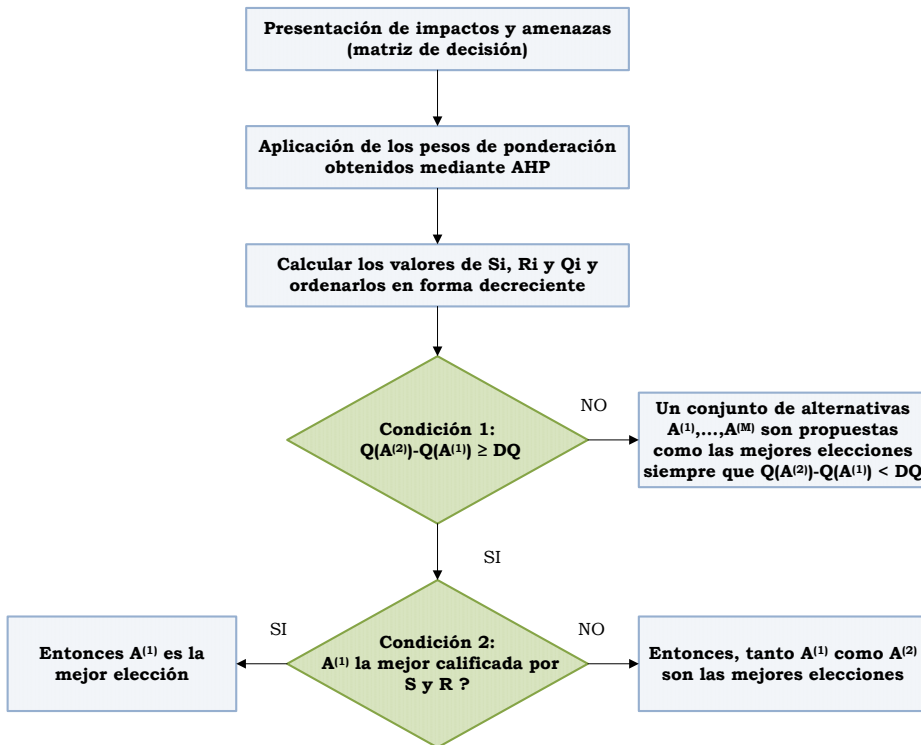 Presentación de impactos y amenazas
(matriz de decisión)
Aplicación de los pesos de ponderación
obtenidos mediante AHP
Calcular los valores de Si, Ri y Qi y
ordenarlos en forma decreciente
Condición 1:
Q(A⁽²⁾)-Q(A⁽¹⁾) ≥ DQ
NO
Un conjunto de alternativas
A⁽¹⁾,...,A⁽ᴹ⁾ son propuestas
como las mejores elecciones
siempre que Q(A⁽²⁾)-Q(A⁽¹⁾) < DQ
SI
SI
Entonces A⁽¹⁾ es la
mejor elección
Condición 2:
A⁽¹⁾ la mejor calificada por
S y R ?
NO
Entonces, tanto A⁽¹⁾ como A⁽²⁾
son las mejores elecciones